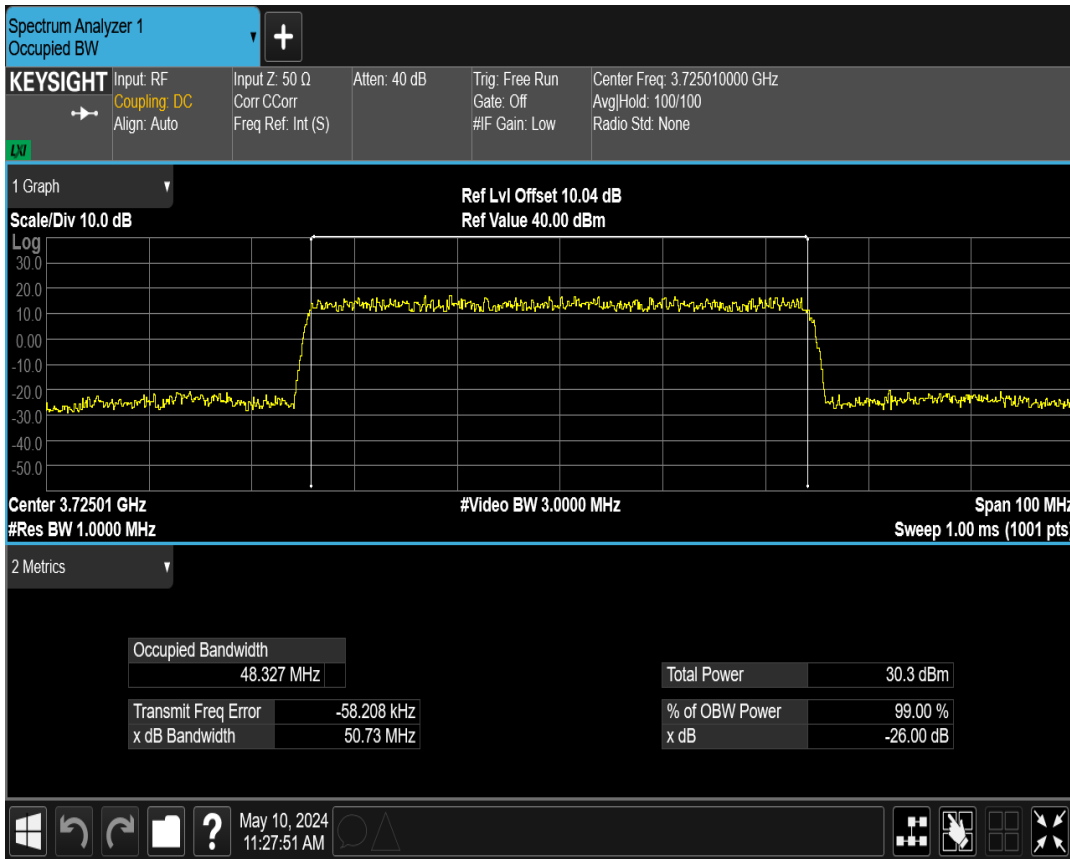 Spectrum Analyzer 1
Occupied BW
KEYSIGHT
LXI
Input: RF
Coupling: DC
Align: Auto
Input Z: 50 Ω
Corr CCorr
Freq Ref: Int (S)
Atten: 40 dB
Trig: Free Run
Gate: Off
#IF Gain: Low
Center Freq: 3.725010000 GHz
Avg|Hold: 100/100
Radio Std: None
1 Graph
Scale/Div 10.0 dB
Ref Lvl Offset 10.04 dB
Ref Value 40.00 dBm
Log
30.0
20.0
10.0
0.00
-10.0
-20.0
-30.0
-40.0
-50.0
Center 3.72501 GHz
#Res BW 1.0000 MHz
#Video BW 3.0000 MHz
Span 100 MHz
Sweep 1.00 ms (1001 pts)
2 Metrics
Occupied Bandwidth
48.327 MHz
Transmit Freq Error -58.208 kHz
x dB Bandwidth 50.73 MHz
Total Power 30.3 dBm
% of OBW Power 99.00 %
x dB -26.00 dB
?
May 10, 2024
11:27:51 AM